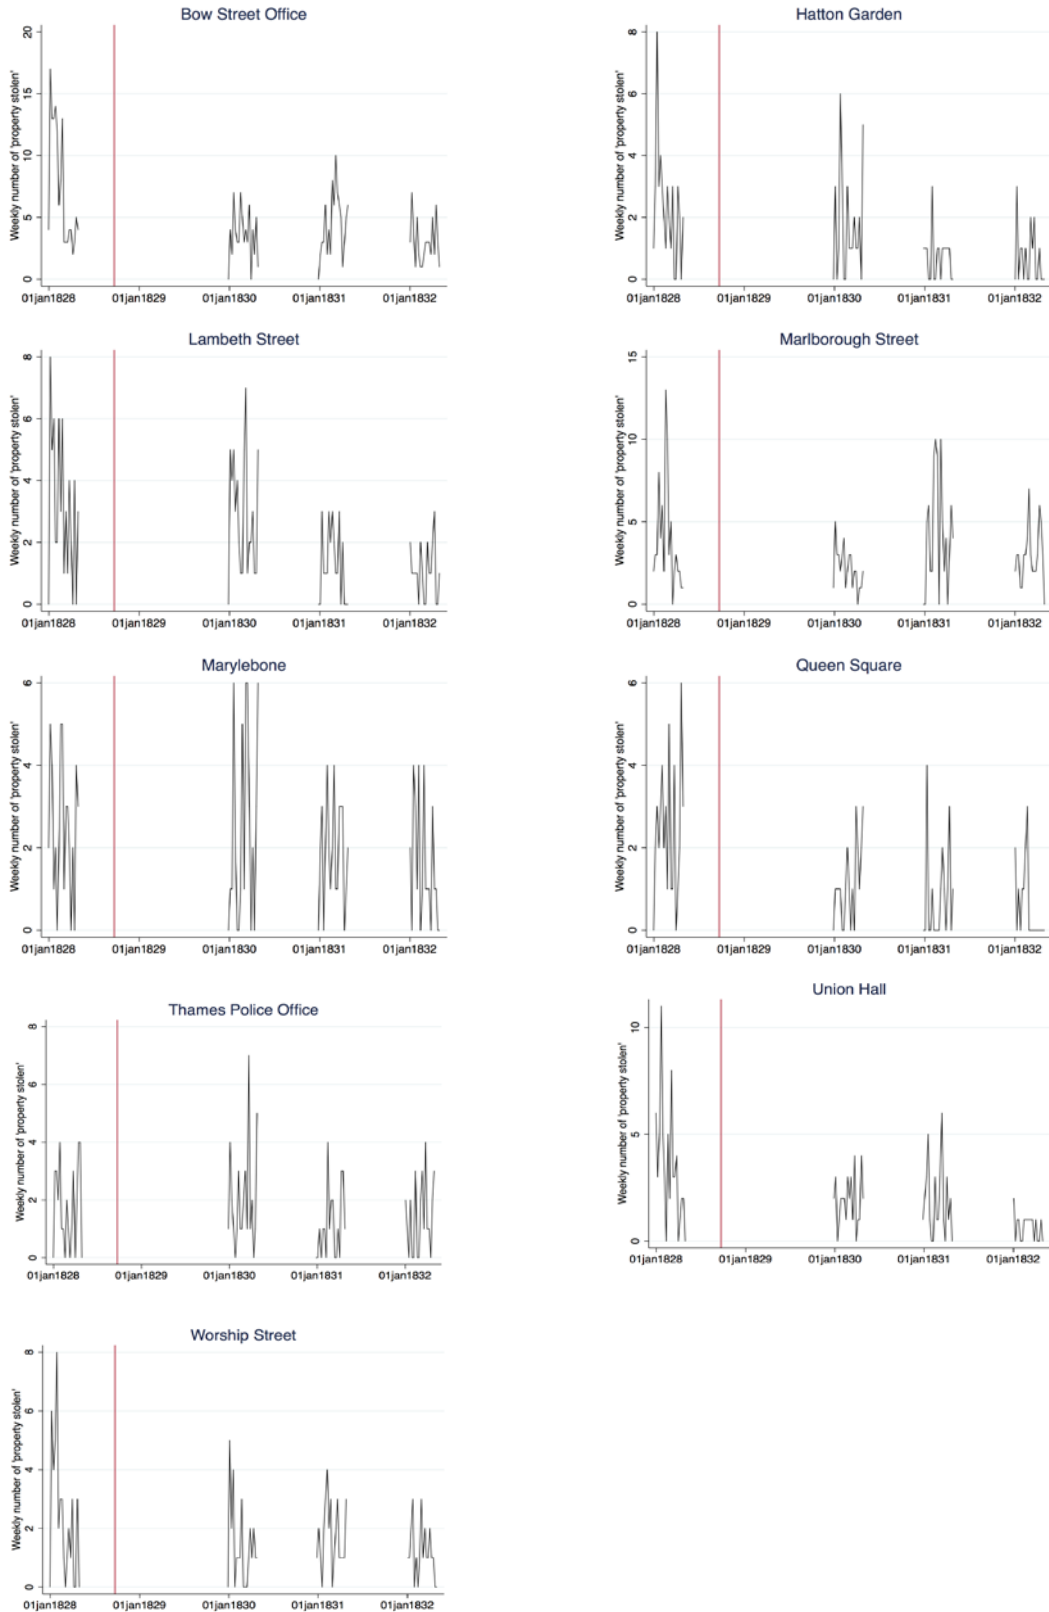 Bow Street Office
Weekly number of 'property stolen'
20
15
10
5
0
01jan1828 01jan1829 01jan1830 01jan1831 01jan1832
Hatton Garden
Weekly number of 'property stolen'
8
6
4
2
0
01jan1828 01jan1829 01jan1830 01jan1831 01jan1832
Lambeth Street
Weekly number of 'property stolen'
8
6
4
2
0
01jan1828 01jan1829 01jan1830 01jan1831 01jan1832
Marlborough Street
Weekly number of 'property stolen'
15
10
5
0
01jan1828 01jan1829 01jan1830 01jan1831 01jan1832
Marylebone
Weekly number of 'property stolen'
6
4
2
0
01jan1828 01jan1829 01jan1830 01jan1831 01jan1832
Queen Square
Weekly number of 'property stolen'
6
4
2
0
01jan1828 01jan1829 01jan1830 01jan1831 01jan1832
Thames Police Office
Weekly number of 'property stolen'
8
6
4
2
0
01jan1828 01jan1829 01jan1830 01jan1831 01jan1832
Union Hall
Weekly number of 'property stolen'
10
5
0
01jan1828 01jan1829 01jan1830 01jan1831 01jan1832
Worship Street
Weekly number of 'property stolen'
8
6
4
2
0
01jan1828 01jan1829 01jan1830 01jan1831 01jan1832